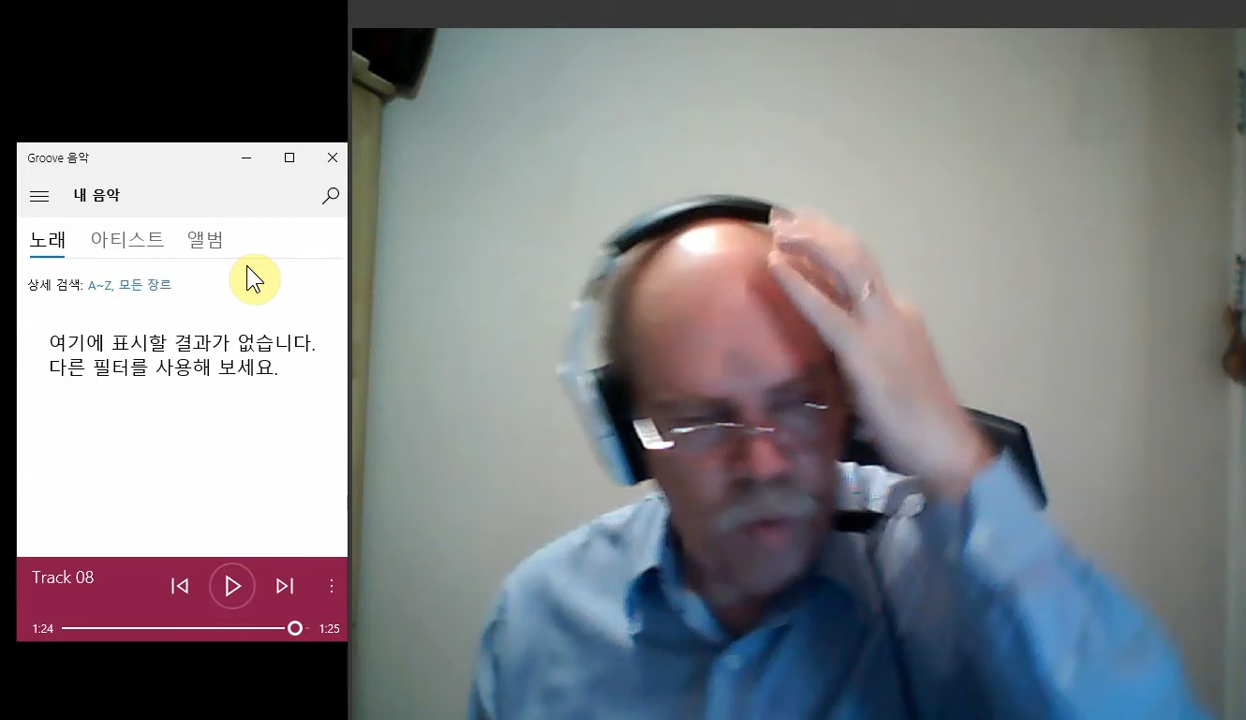 Groove 음악
내 음악
노래 아티스트 앨범
상세 검색: A~Z, 모든 장르
여기에 표시할 결과가 없습니다.
다른 필터를 사용해 보세요.
Track 08
1:24 1:25